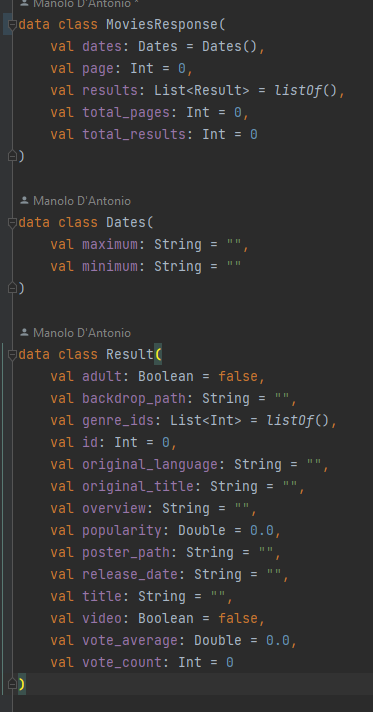 Manolo D'Antonio *
data class MoviesResponse(
    val dates: Dates = Dates(),
    val page: Int = 0,
    val results: List<Result> = listOf(),
    val total_pages: Int = 0,
    val total_results: Int = 0
)
Manolo D'Antonio
data class Dates(
    val maximum: String = "",
    val minimum: String = ""
)
Manolo D'Antonio
data class Result(
    val adult: Boolean = false,
    val backdrop_path: String = "",
    val genre_ids: List<Int> = listOf(),
    val id: Int = 0,
    val original_language: String = "",
    val original_title: String = "",
    val overview: String = "",
    val popularity: Double = 0.0,
    val poster_path: String = "",
    val release_date: String = "",
    val title: String = "",
    val video: Boolean = false,
    val vote_average: Double = 0.0,
    val vote_count: Int = 0
)